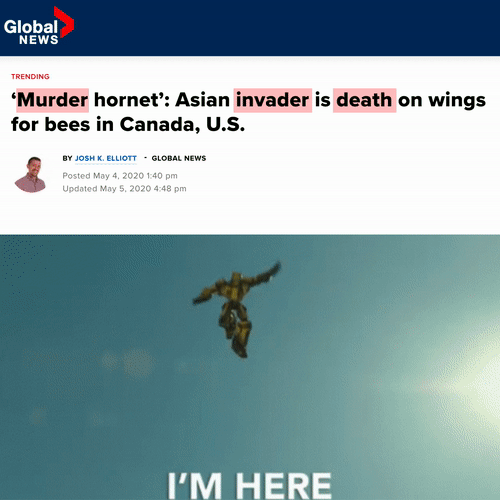 Global
NEWS
TRENDING
‘Murder hornet’: Asian invader is death on wings
for bees in Canada, U.S.
BY JOSH K. ELLIOTT · GLOBAL NEWS
Posted May 4, 2020 1:40 pm
Updated May 5, 2020 4:48 pm
I'M HERE